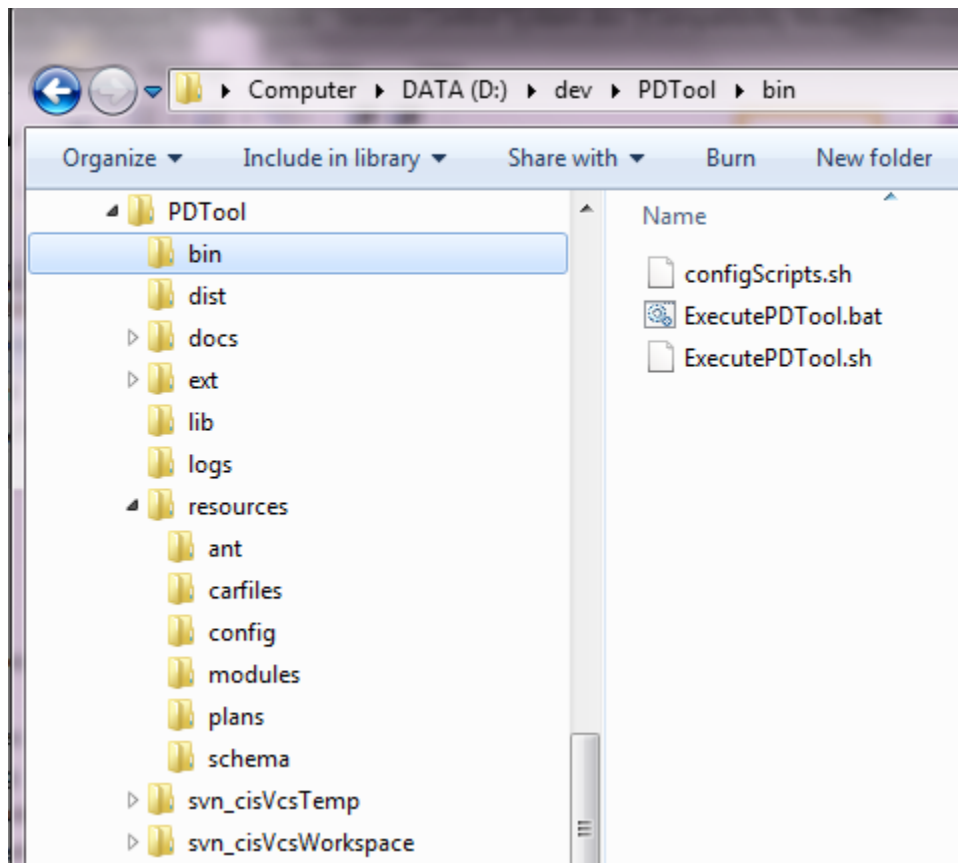 Computer DATA (D:) dev PDTool bin
Organize Include in library Share with Burn New folder
PDTool
bin
dist
docs
ext
lib
logs
resources
ant
carfiles
config
modules
plans
schema
svn_cisVcsTemp
svn_cisVcsWorkspace
Name
configScripts.sh
ExecutePDTool.bat
ExecutePDTool.sh